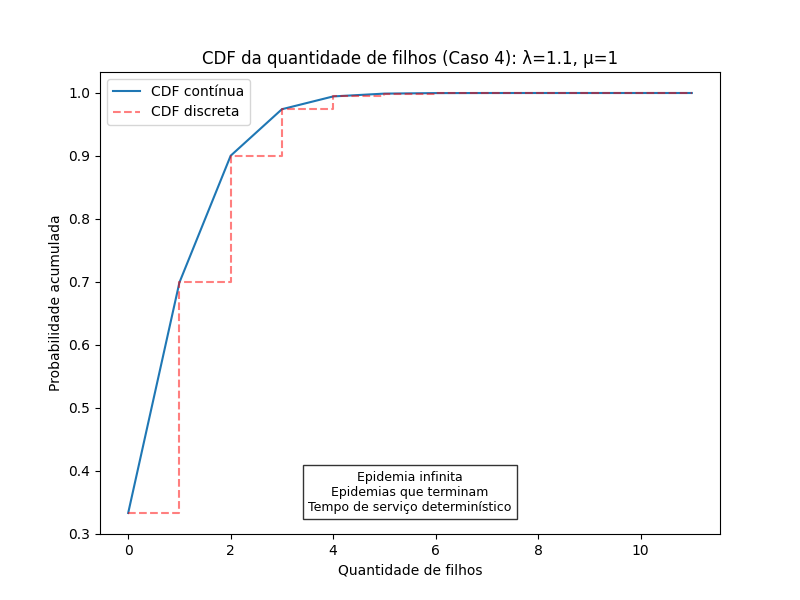 CDF da quantidade de filhos (Caso 4): λ=1.1, μ=1
CDF contínua
CDF discreta
1.0
0.9
0.8
0.7
0.6
0.5
0.4
0.3
Probabilidade acumulada
Epidemia infinita
Epidemias que terminam
Tempo de serviço determinístico
0 2 4 6 8 10
Quantidade de filhos